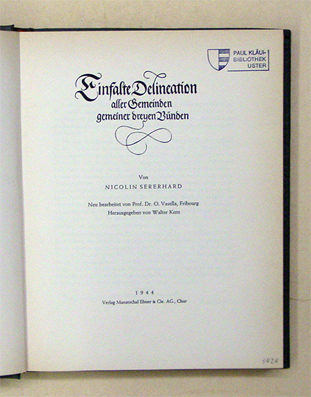 PAUL KLÄUI-
BIBLIOTHEK
USTER
Einfalte Delineation
aller Gemeinden
gemeiner dreyen Bünden
Von
NICOLIN SERERHARD
Neu bearbeitet von Prof. Dr. O. Vasella, Fribourg
Herausgegeben von Walter Kern
1944
Verlag Manatschal Ebner & Cie. AG., Chur